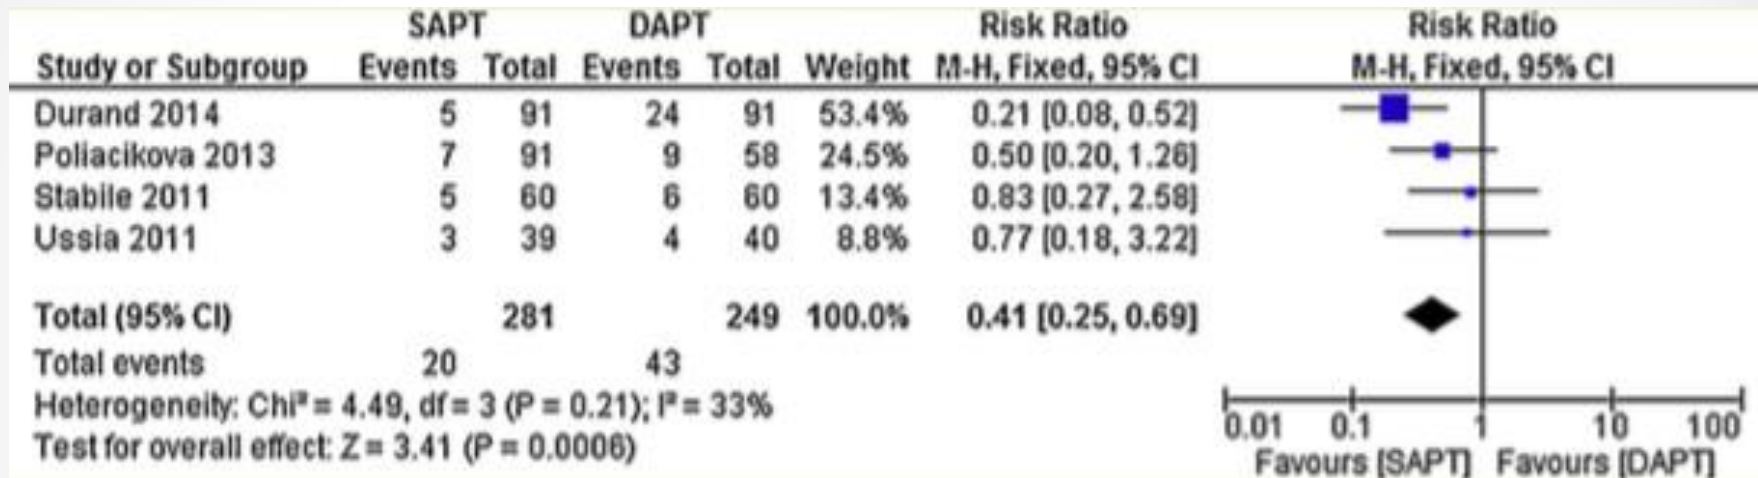 SAPT DAPT Risk Ratio Risk Ratio
Study or Subgroup Events Total Events Total Weight M-H, Fixed, 95% CI M-H, Fixed, 95% CI
Durand 2014 5 91 24 91 53.4% 0.21 [0.08, 0.52]
Poliacikova 2013 7 91 9 58 24.5% 0.50 [0.20, 1.26]
Stabile 2011 5 60 6 60 13.4% 0.83 [0.27, 2.58]
Ussia 2011 3 39 4 40 8.8% 0.77 [0.18, 3.22]
Total (95% CI) 281 249 100.0% 0.41 [0.25, 0.69]
Total events 20 43
Heterogeneity: Chi² = 4.49, df = 3 (P = 0.21); I² = 33%
Test for overall effect: Z = 3.41 (P = 0.0006)
0.01 0.1 1 10 100
Favours [SAPT] Favours [DAPT]